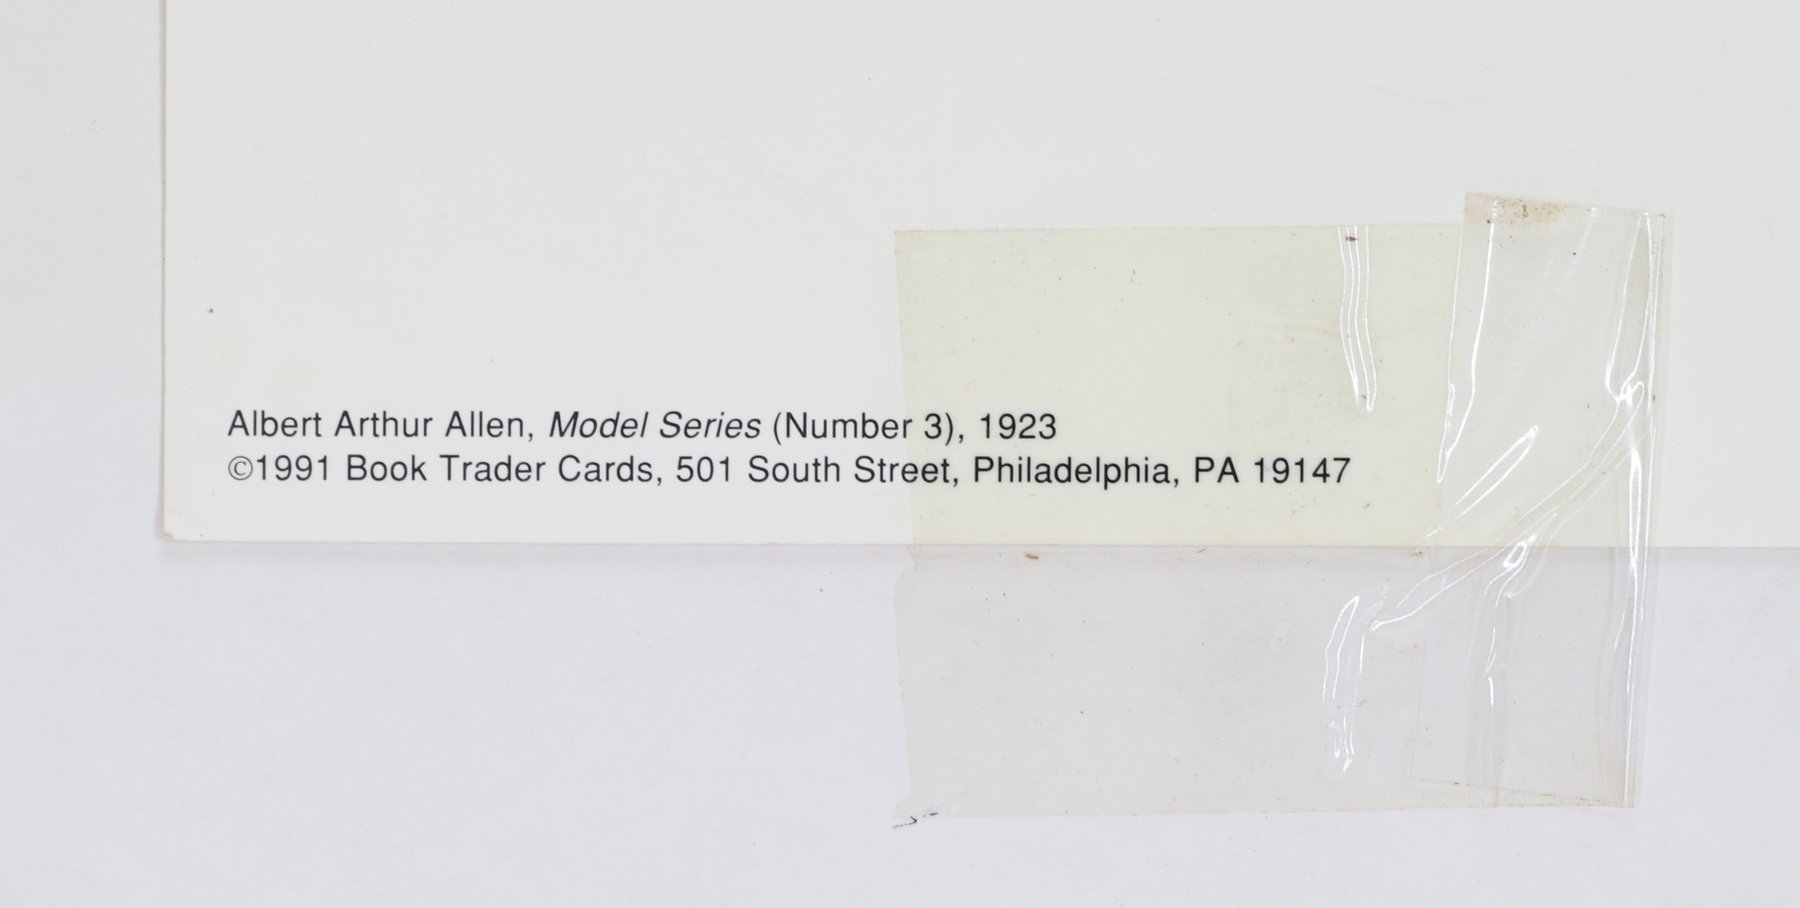 Albert Arthur Allen, Model Series (Number 3), 1923
©1991 Book Trader Cards, 501 South Street, Philadelphia, PA 19147